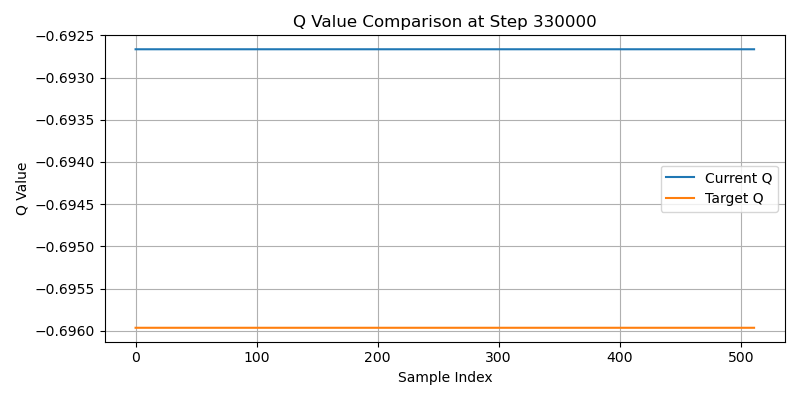 Q Value Comparison at Step 330000
−0.6925
−0.6930
−0.6935
−0.6940
−0.6945
−0.6950
−0.6955
−0.6960
Q Value
Current Q
Target Q
0 100 200 300 400 500
Sample Index